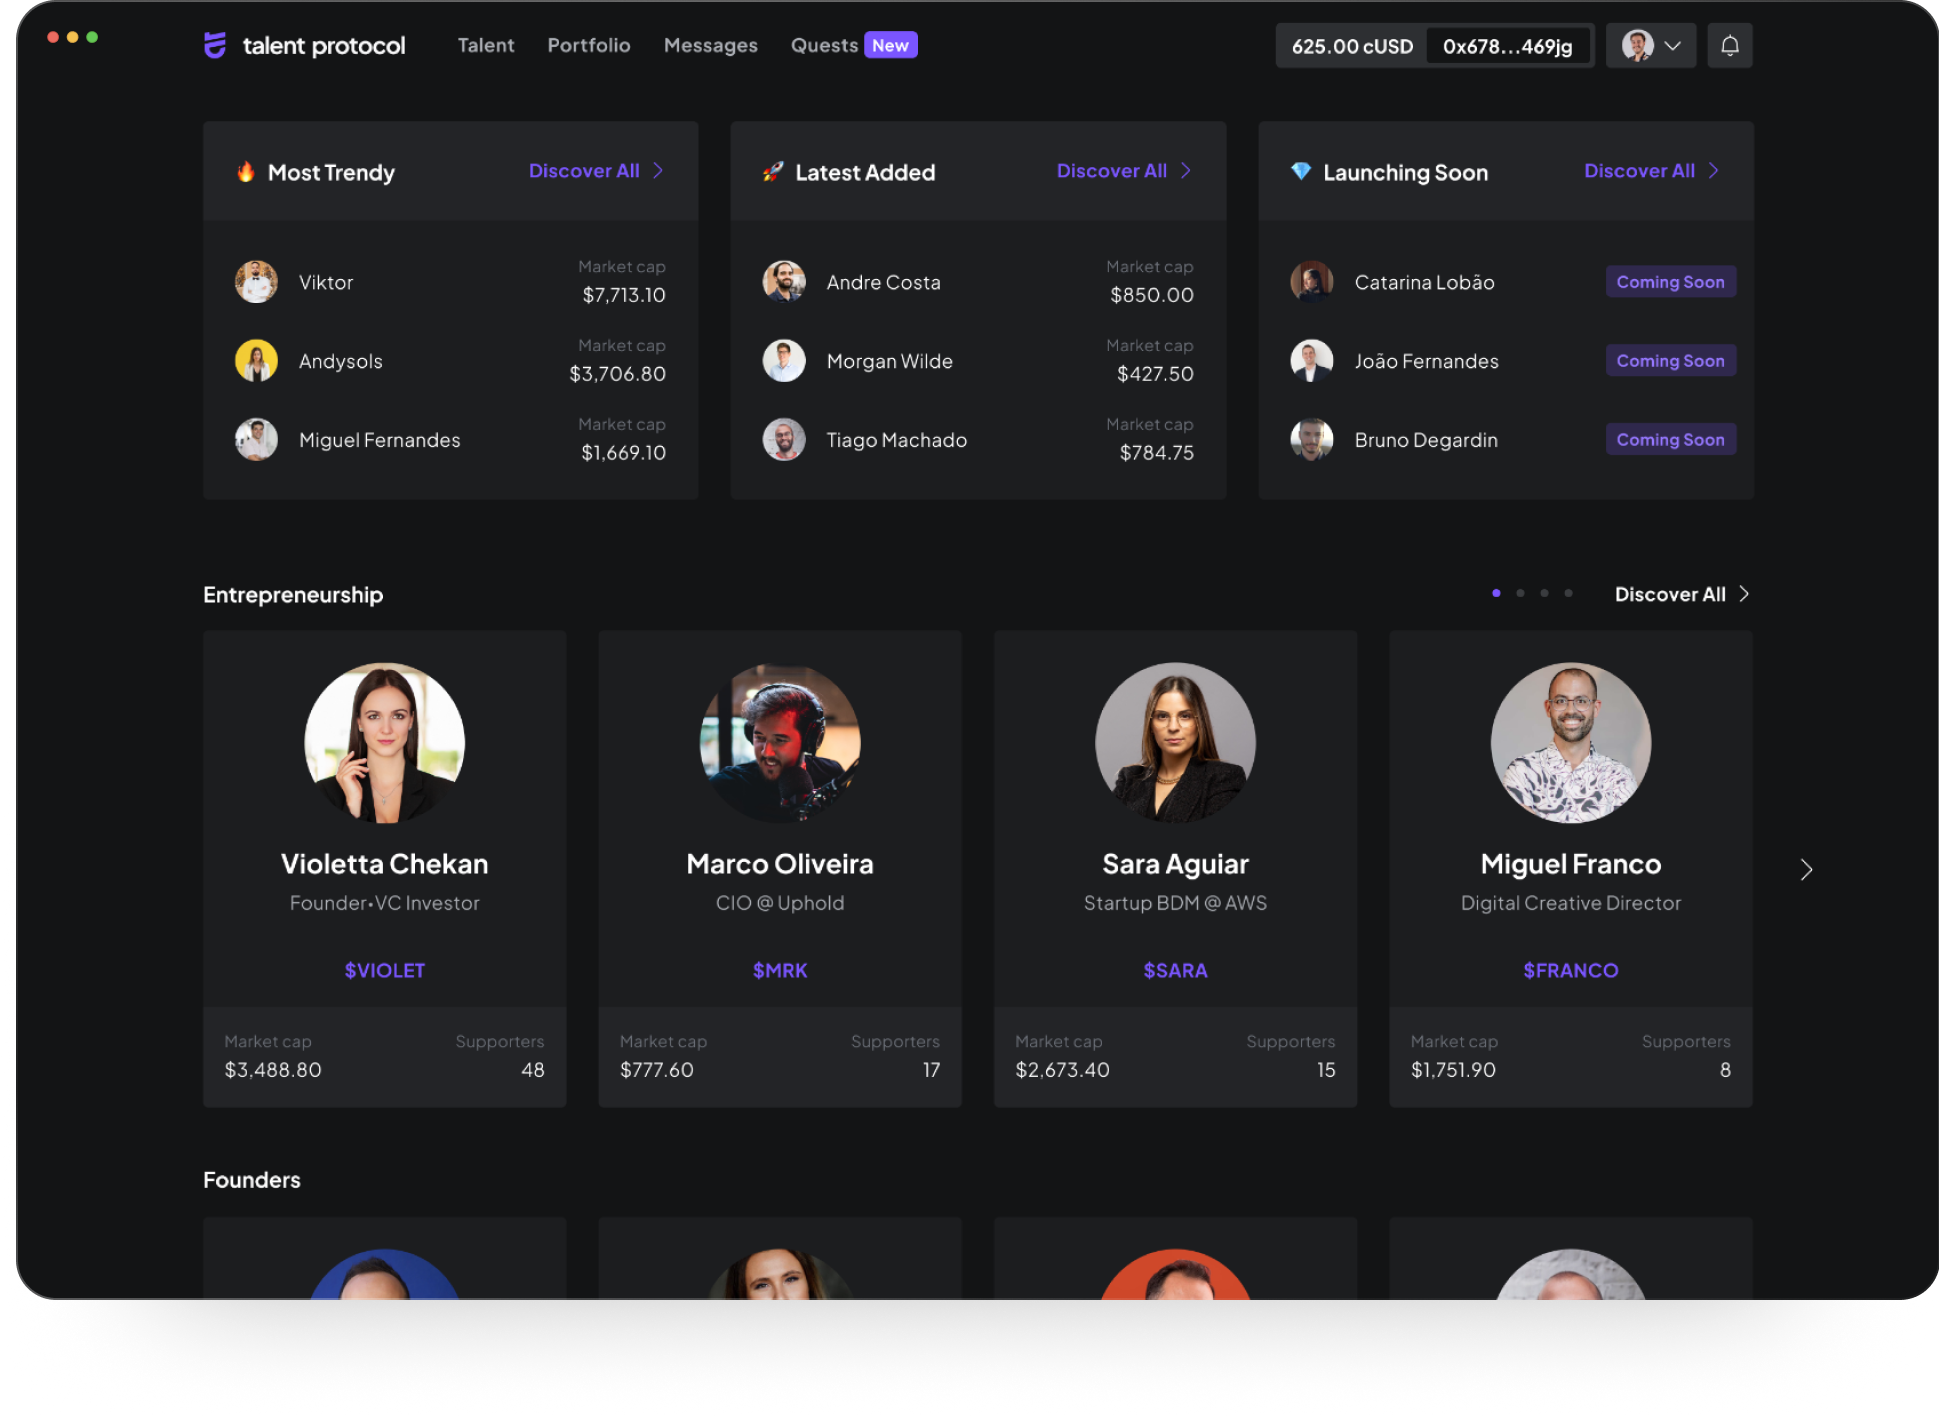 talent protocol Talent Portfolio Messages Quests New 625.00 cUSD 0x678...469jg
Most Trendy Discover All
Viktor Market cap $7,713.10
Andysols Market cap $3,706.80
Miguel Fernandes Market cap $1,669.10
Latest Added Discover All
Andre Costa Market cap $850.00
Morgan Wilde Market cap $427.50
Tiago Machado Market cap $784.75
Launching Soon Discover All
Catarina Lobão Coming Soon
João Fernandes Coming Soon
Bruno Degardin Coming Soon
Entrepreneurship Discover All
Violetta Chekan
Founder•VC Investor
$VIOLET
Market cap Supporters
$3,488.80 48
Marco Oliveira
CIO @ Uphold
$MRK
Market cap Supporters
$777.60 17
Sara Aguiar
Startup BDM @ AWS
$SARA
Market cap Supporters
$2,673.40 15
Miguel Franco
Digital Creative Director
$FRANCO
Market cap Supporters
$1,751.90 8
Founders